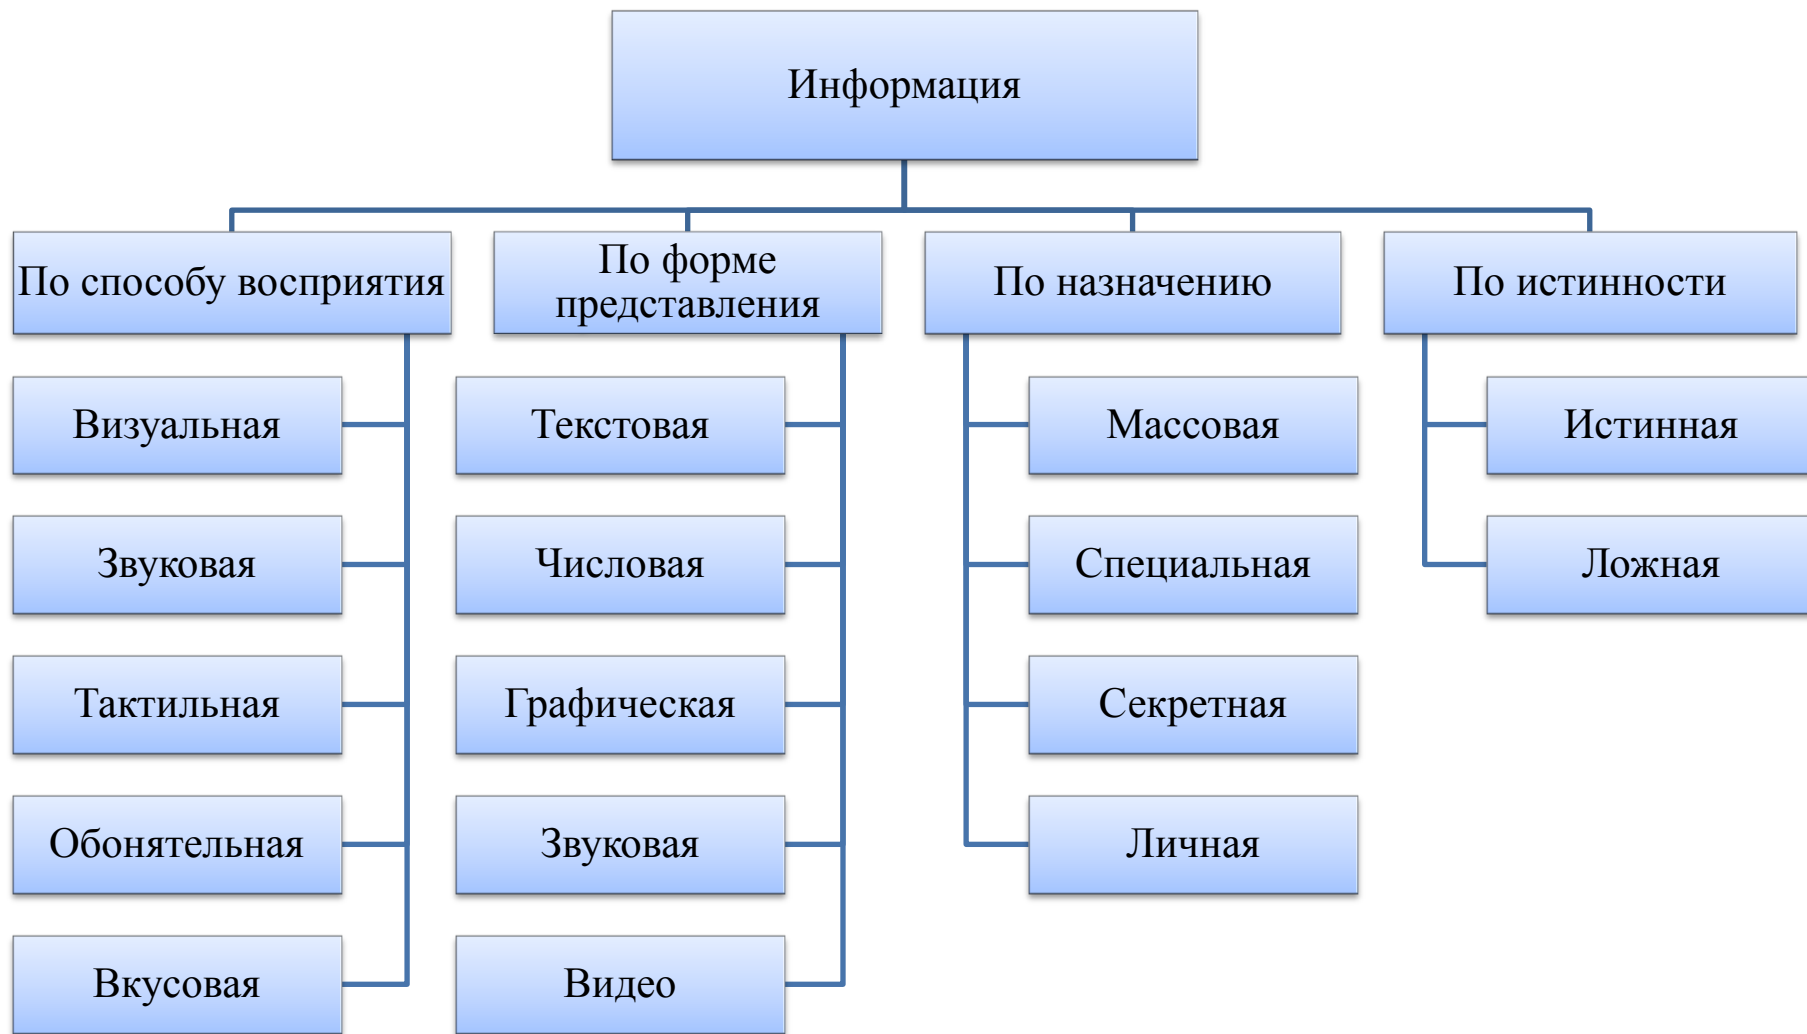 Информация
По способу восприятия
Визуальная
Звуковая
Тактильная
Обонятельная
Вкусовая
По форме
представления
Текстовая
Числовая
Графическая
Звуковая
Видео
По назначению
Массовая
Специальная
Секретная
Личная
По истинности
Истинная
Ложная